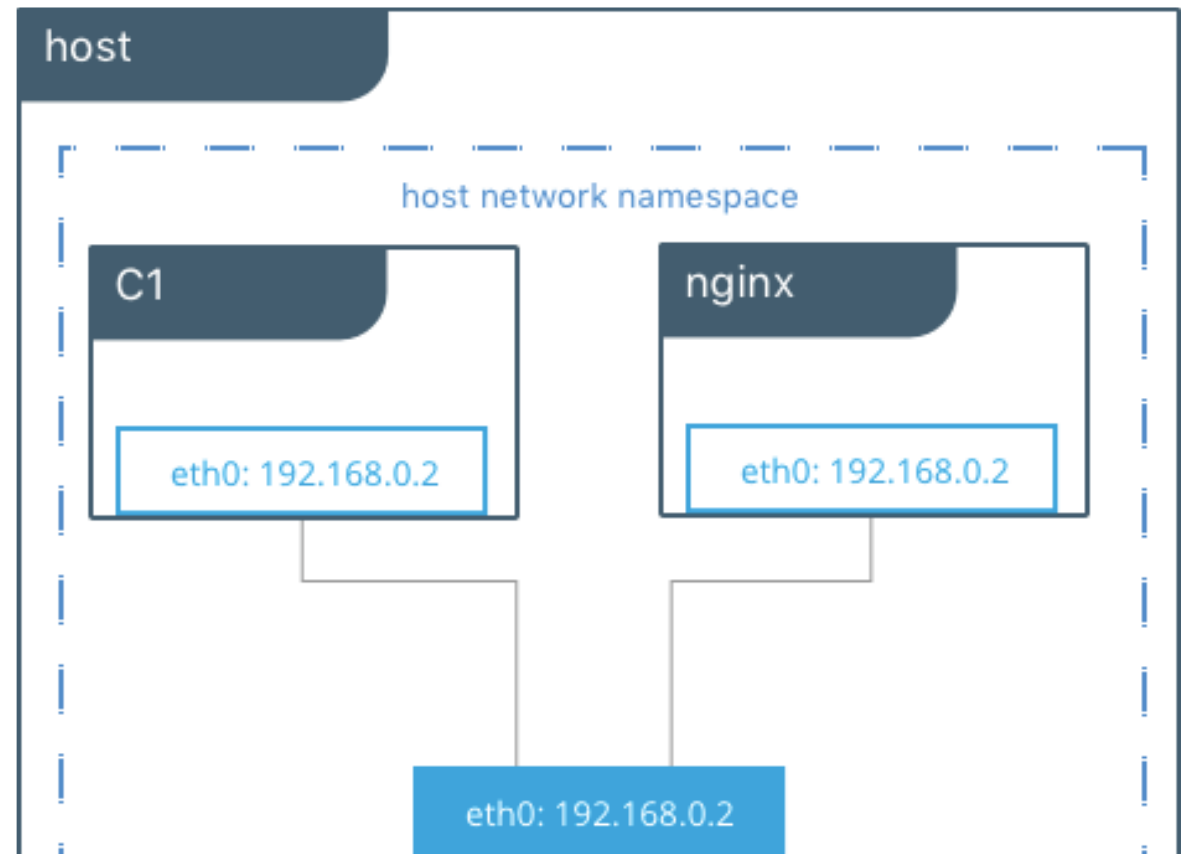 host
host network namespace
C1
nginx
eth0: 192.168.0.2
eth0: 192.168.0.2
eth0: 192.168.0.2